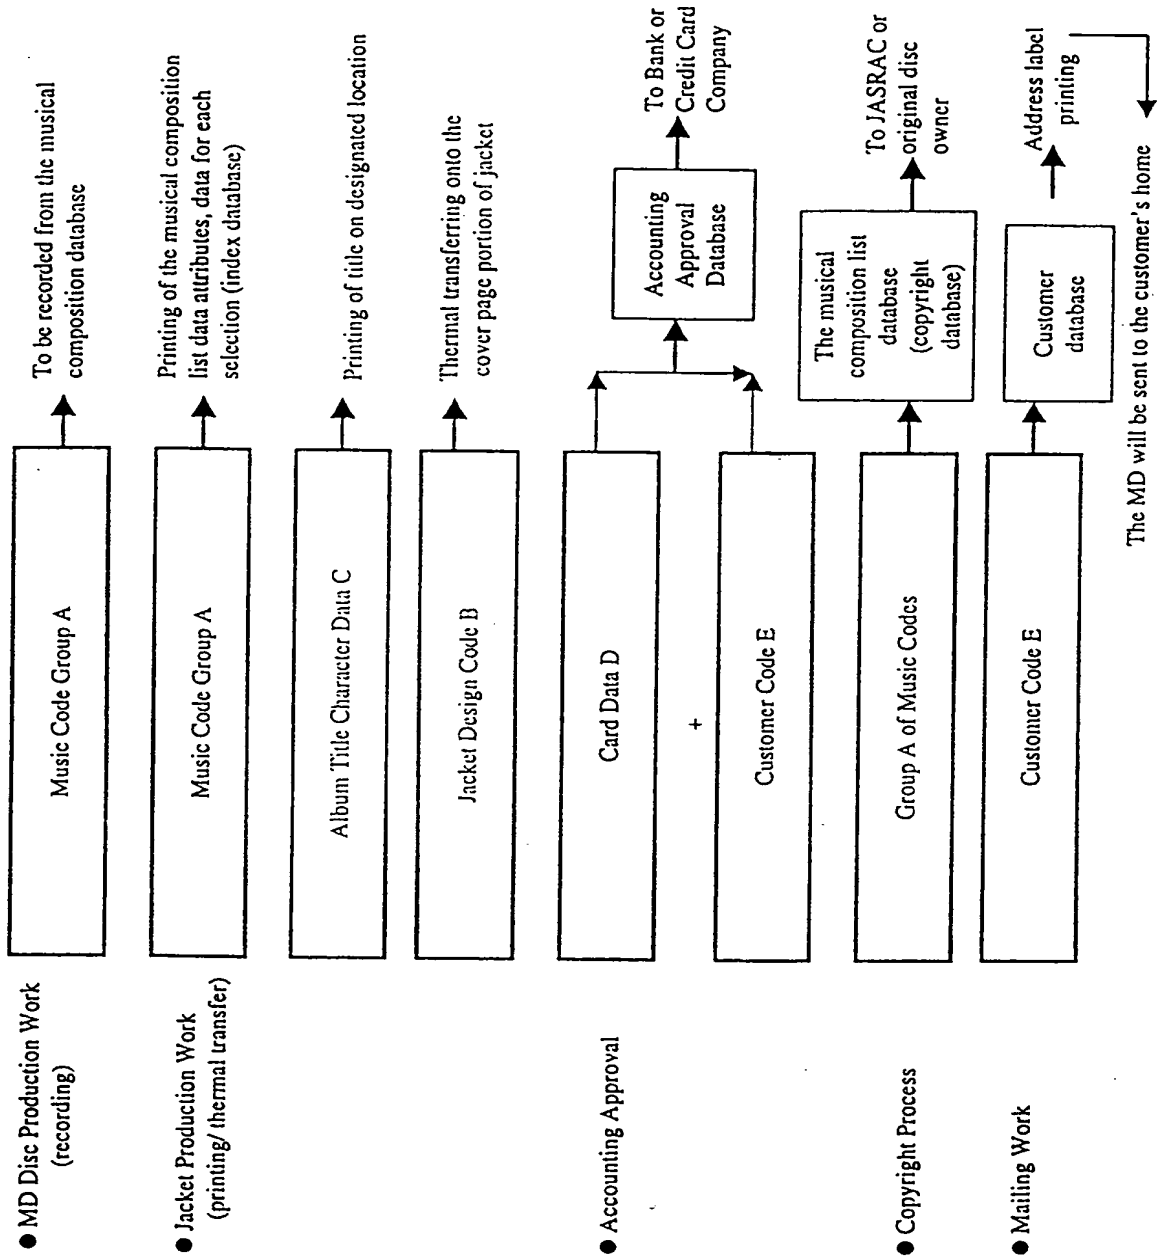 ● MD Disc Production Work
(recording)
Music Code Group A
To be recorded from the musical
composition database
● Jacket Production Work
(printing/ thermal transfer)
Music Code Group A
Printing of the musical composition
list data attributes, data for each
selection (index database)
Album Title Character Data C
Printing of title on designated location
Jacket Design Code B
Thermal transferring onto the
cover page portion of jacket
● Accounting Approval
Card Data D
+
Customer Code E
Accounting
Approval
Database
To Bank or
Credit Card
Company
● Copyright Process
Group A of Music Codes
The musical
composition list
database
(copyright
database)
To JASRAC or
original disc
owner
● Mailing Work
Customer Code E
Customer
database
Address label
printing
The MD will be sent to the customer's home